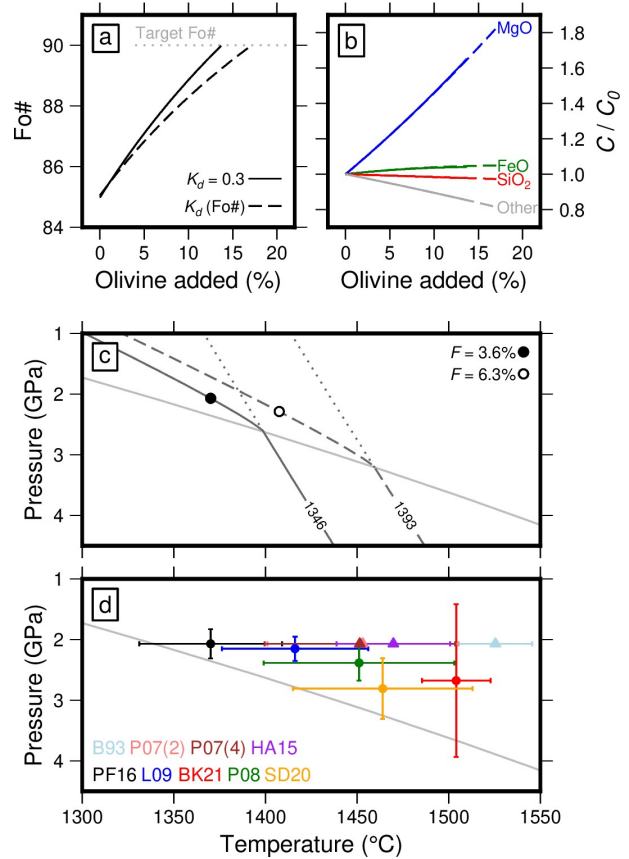 a
Target Fo#
90
88
86
84
Fo#
K_d = 0.3
K_d (Fo#)
0 5 10 15 20
Olivine added (%)
b
MgO
FeO
SiO₂
Other
1.8
1.6
1.4
1.2
1.0
0.8
C / C₀
0 5 10 15 20
Olivine added (%)
c
F = 3.6%
F = 6.3%
1
2
3
4
Pressure (GPa)
1346
1393
d
1
2
3
4
Pressure (GPa)
B93 P07(2) P07(4) HA15
PF16 L09 BK21 P08 SD20
1300 1350 1400 1450 1500 1550
Temperature (°C)